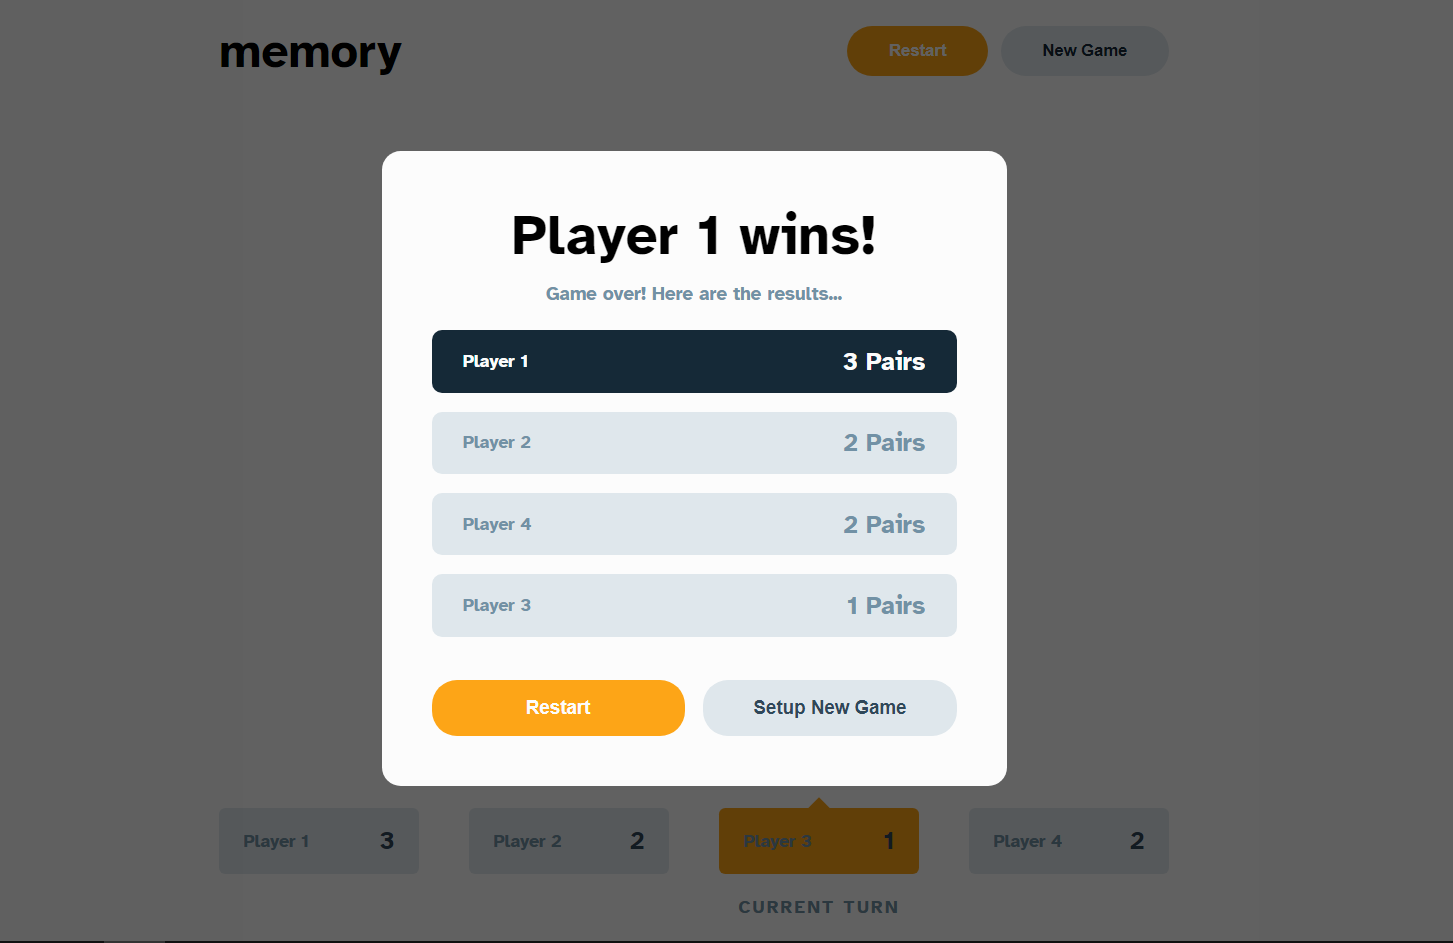 memory
Restart
New Game
Player 1 wins!
Game over! Here are the results...
Player 1 3 Pairs
Player 2 2 Pairs
Player 4 2 Pairs
Player 3 1 Pairs
Restart
Setup New Game
Player 1 3
Player 2 2
Player 3 1
Player 4 2
CURRENT TURN